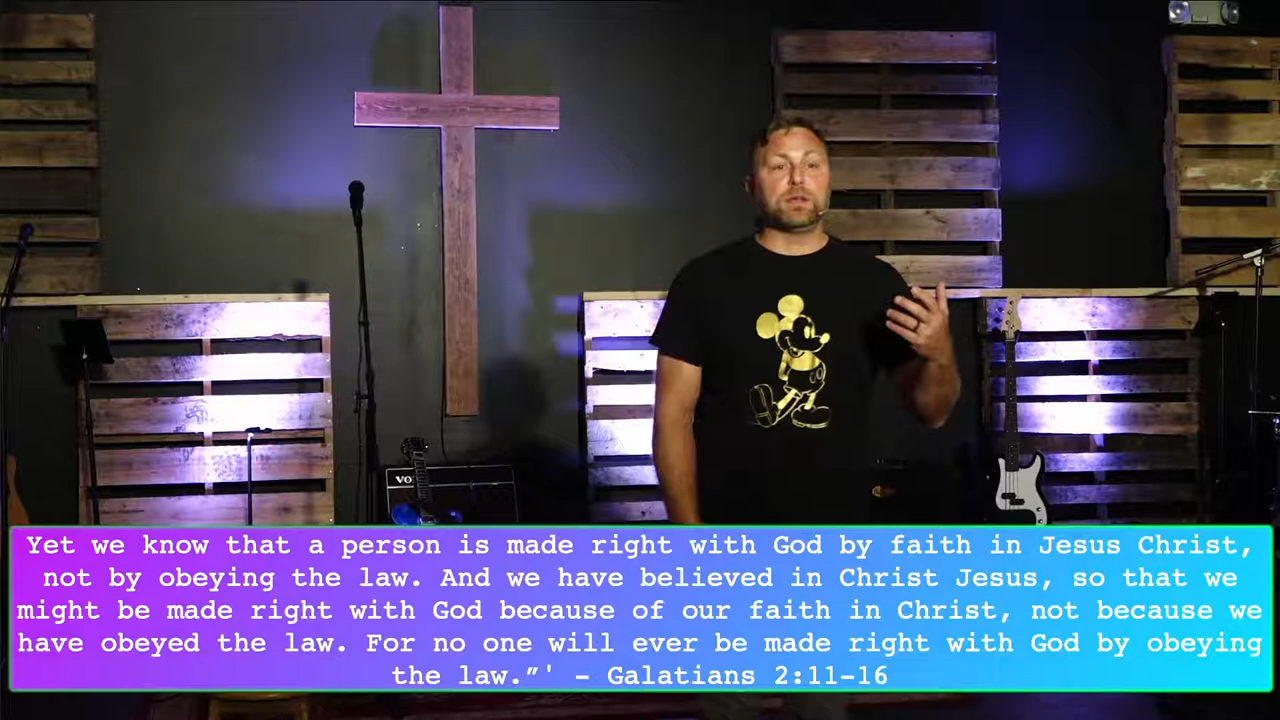 VO
Yet we know that a person is made right with God by faith in Jesus Christ,
not by obeying the law. And we have believed in Christ Jesus, so that we
might be made right with God because of our faith in Christ, not because we
have obeyed the law. For no one will ever be made right with God by obeying
the law.”' – Galatians 2:11–16